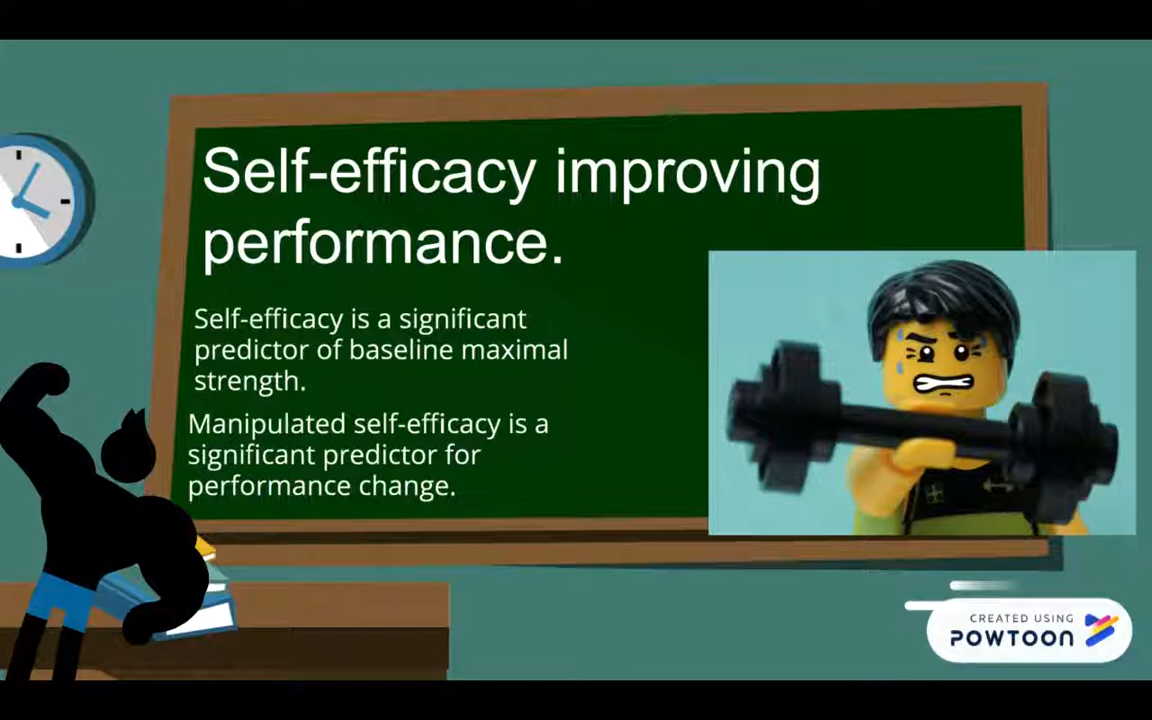 Self-efficacy improving
performance.
Self-efficacy is a significant
predictor of baseline maximal
strength.
Manipulated self-efficacy is a
significant predictor for
performance change.
CREATED USING
POWTOON